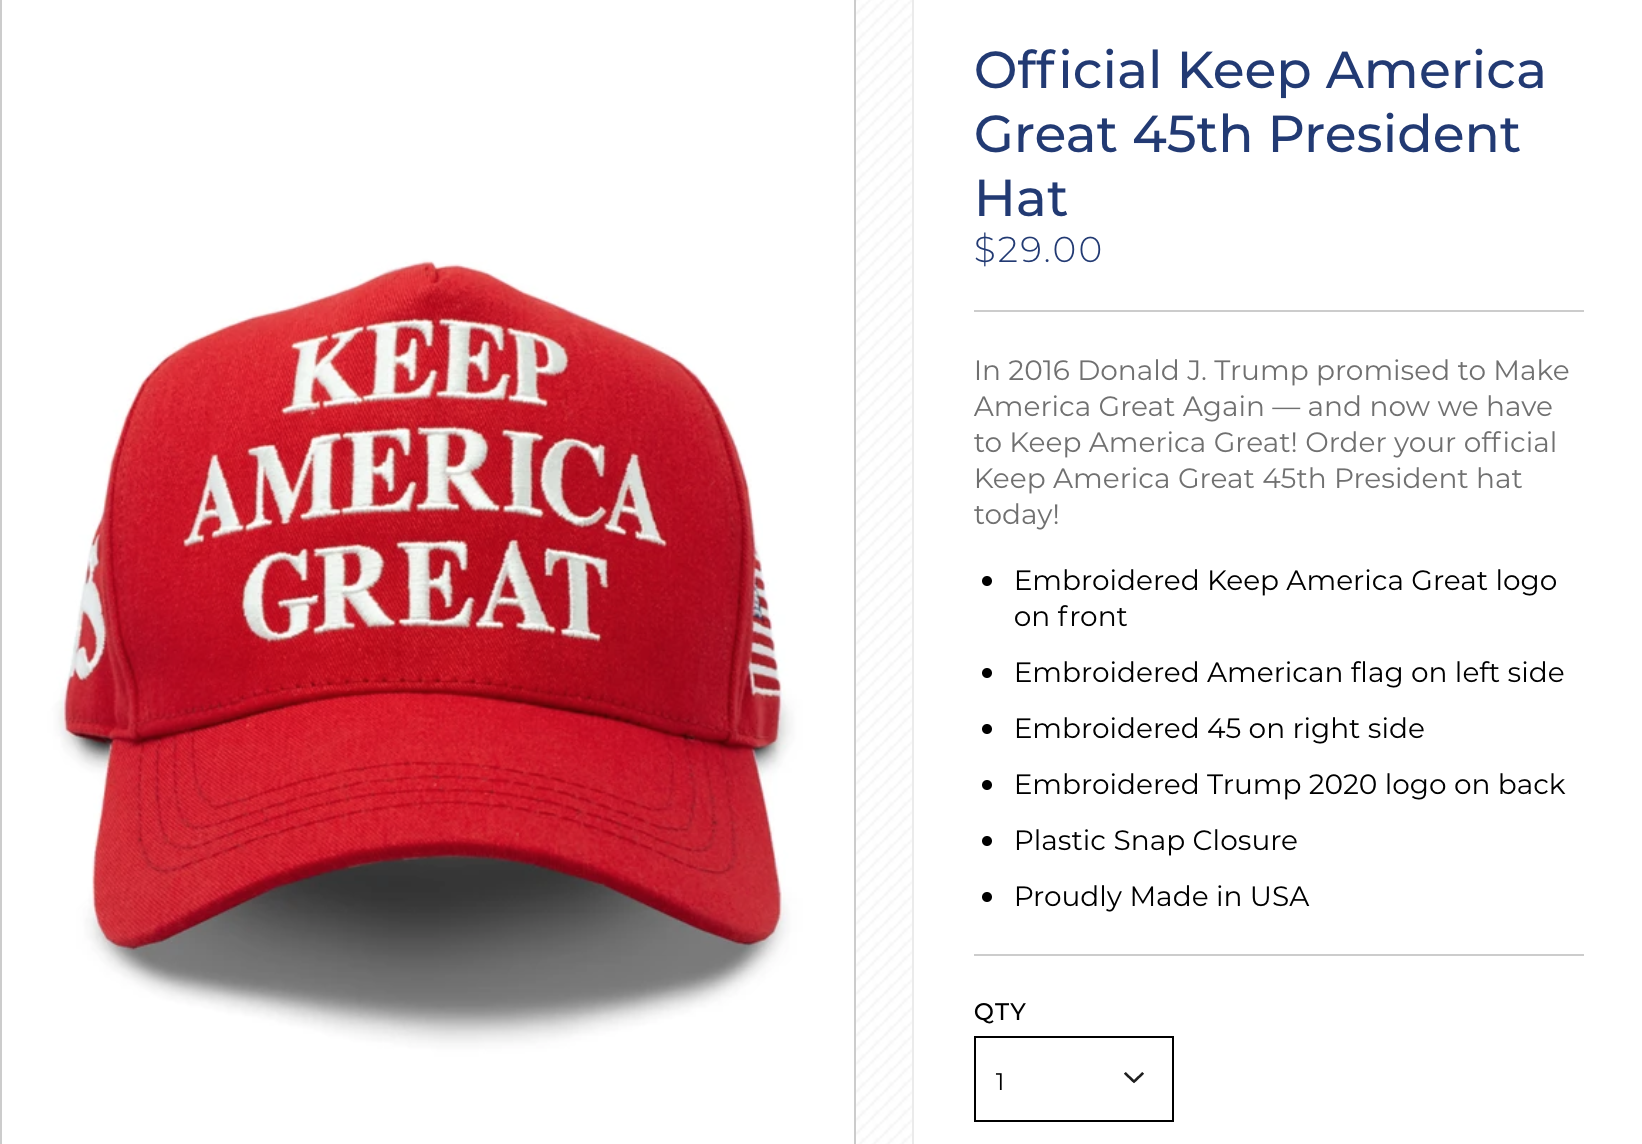 KEEP
AMERICA
GREAT
Official Keep America
Great 45th President
Hat
$29.00
In 2016 Donald J. Trump promised to Make
America Great Again — and now we have
to Keep America Great! Order your official
Keep America Great 45th President hat
today!
• Embroidered Keep America Great logo
on front
• Embroidered American flag on left side
• Embroidered 45 on right side
• Embroidered Trump 2020 logo on back
• Plastic Snap Closure
• Proudly Made in USA
QTY
1